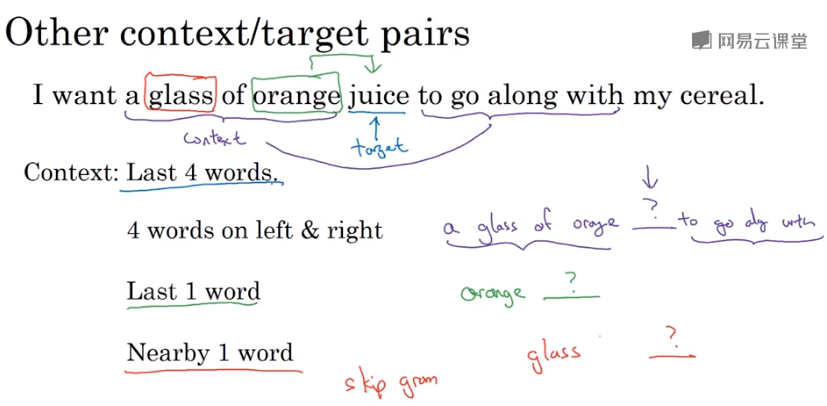 Other context/target pairs
网易云课堂
I want a glass of orange juice to go along with my cereal.
context
target
Context: Last 4 words.
4 words on left & right
a glass of orange ? to go alg with
Last 1 word
orange ?
Nearby 1 word
glass ?
skip gram